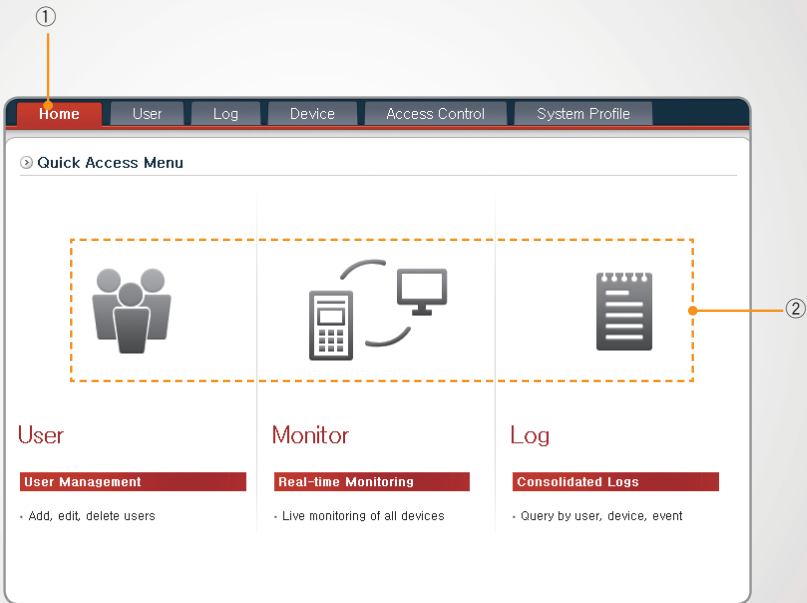 ①
Home User Log Device Access Control System Profile
Quick Access Menu
②
User Monitor Log
User Management Real-time Monitoring Consolidated Logs
• Add, edit, delete users • Live monitoring of all devices • Query by user, device, event